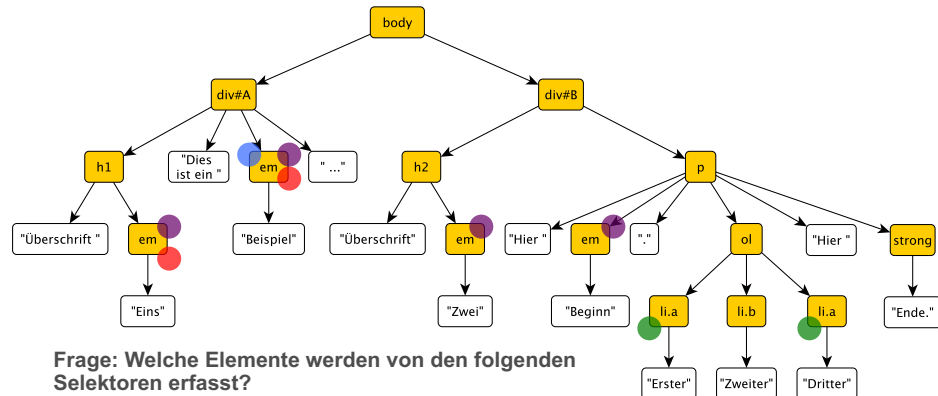 body
div#A
div#B
h1
"Dies
ist ein "
em
"..."
h2
p
"Überschrift "
em
"Beispiel"
"Überschrift"
em
"Hier "
em
"."
ol
"Hier "
strong
"Eins"
"Zwei"
"Beginn"
li.a
li.b
li.a
"Ende."
Frage: Welche Elemente werden von den folgenden
Selektoren erfasst?
"Erster"
"Zweiter"
"Dritter"